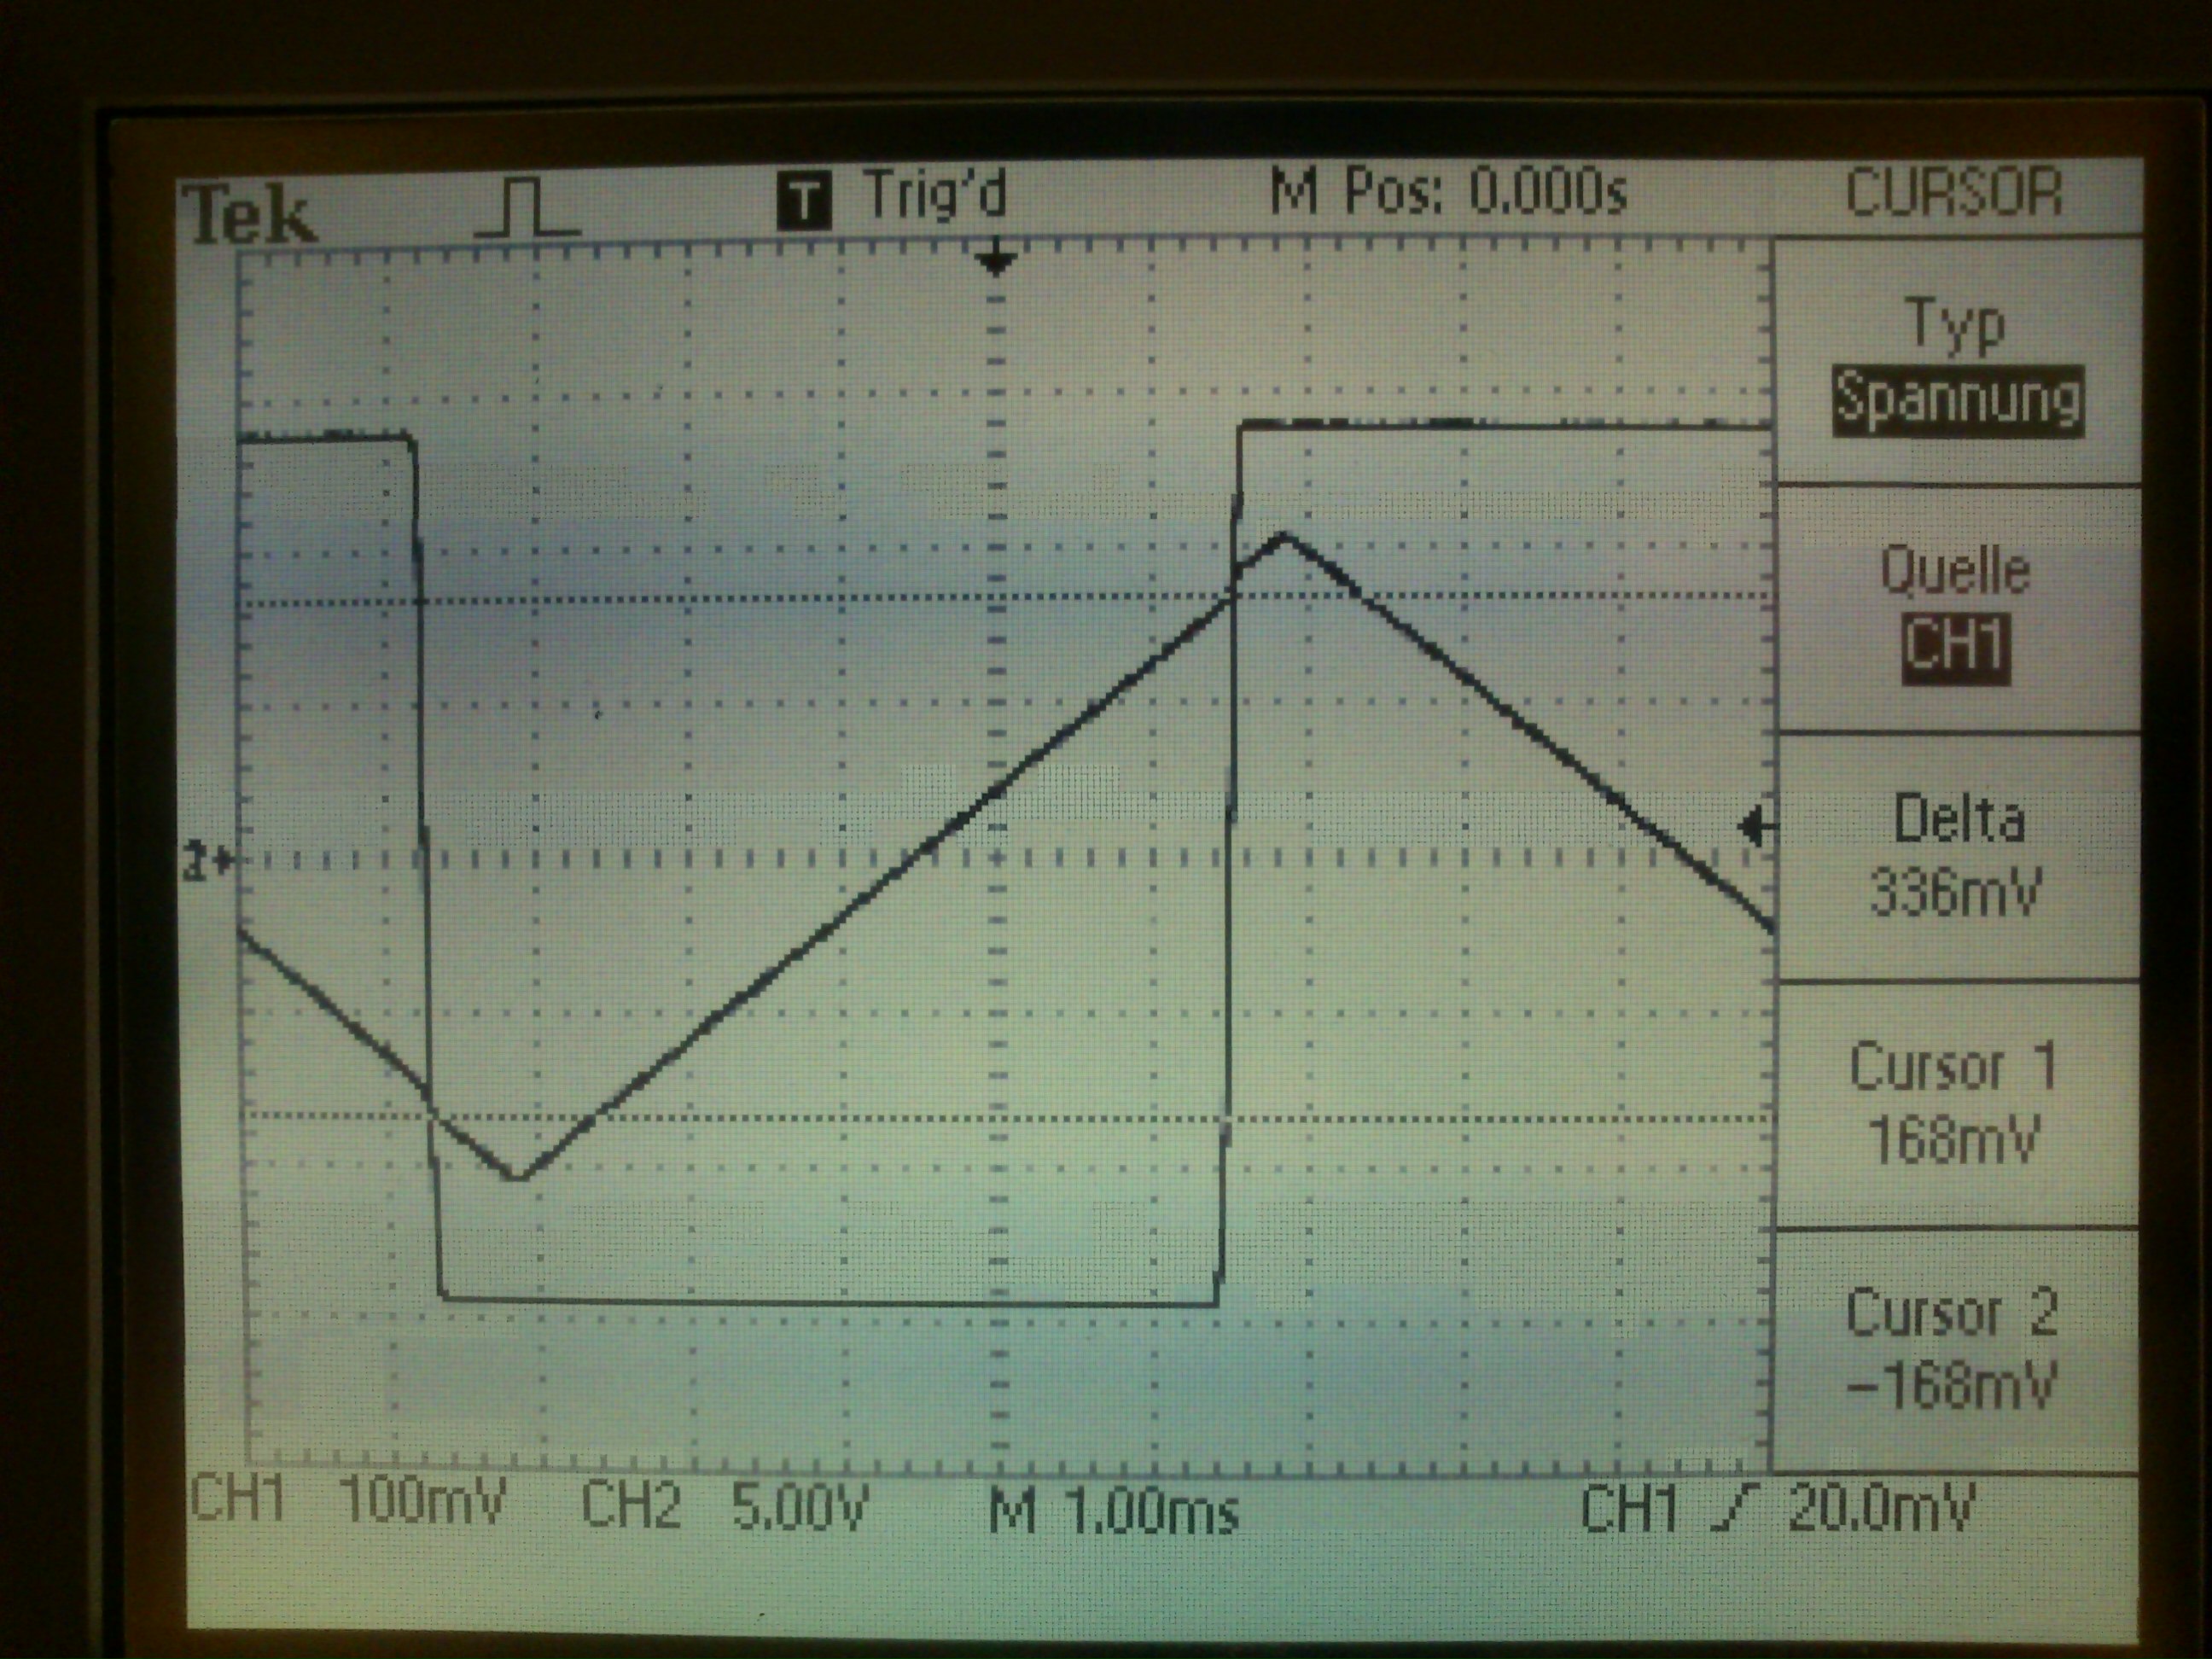 Tek T Trig'd M Pos: 0.000s CURSOR
Typ
Spannung
Quelle
CH1
Delta
336mV
Cursor 1
168mV
Cursor 2
-168mV
CH1 100mV CH2 5.00V M 1.00ms CH1 20.0mV